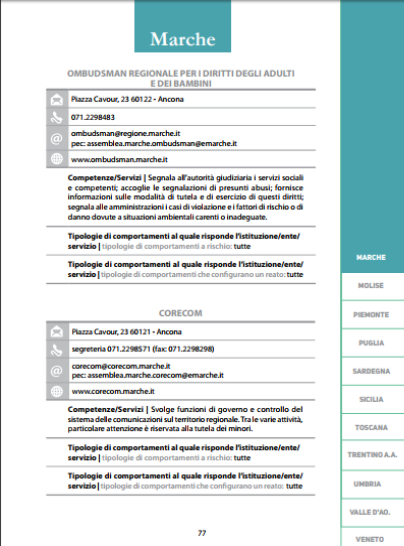 Marche
OMBUDSMAN REGIONALE PER I DIRITTI DEGLI ADULTI
E DEI BAMBINI
Piazza Cavour, 23 60122 - Ancona
071.2298483
@
ombudsman@regione.marche.it
pec: assemblea.marche.ombudsman@emarche.it
www.ombudsman.marche.it
Competenze/Servizi | Segnala all'autorità giudiziaria i servizi sociali
e competenti; accoglie le segnalazioni di presunti abusi; fornisce
informazioni sulle modalità di tutela e di esercizio di questi diritti;
segnala alle amministrazioni i casi di violazione e i fattori di rischio o di
danno dovute a situazioni ambientali carenti o inadeguate.
Tipologie di comportamenti al quale risponde l'istituzione/ente/
servizio | tipologie di comportamenti a rischio: tutte
Tipologie di comportamenti al quale risponde l'istituzione/ente/
servizio | tipologie di comportamenti che configurano un reato: tutte
CORECOM
Piazza Cavour, 23 60121 - Ancona
segreteria 071.2298571 (fax: 071.2298298)
@
corecom@corecom.marche.it
pec: assemblea.marche.corecom@emarche.it
www.corecom.marche.it
Competenze/Servizi | Svolge funzioni di governo e controllo del
sistema delle comunicazioni sul territorio regionale. Tra le varie attività,
particolare attenzione è riservata alla tutela dei minori.
Tipologie di comportamenti al quale risponde l'istituzione/ente/
servizio | tipologie di comportamenti a rischio: tutte
Tipologie di comportamenti al quale risponde l'istituzione/ente/
servizio | tipologie di comportamenti che configurano un reato: tutte
77
MARCHE
MOLISE
PIEMONTE
PUGLIA
SARDEGNA
SICILIA
TOSCANA
TRENTINO A.A.
UMBRIA
VALLE D'AO.
VENETO